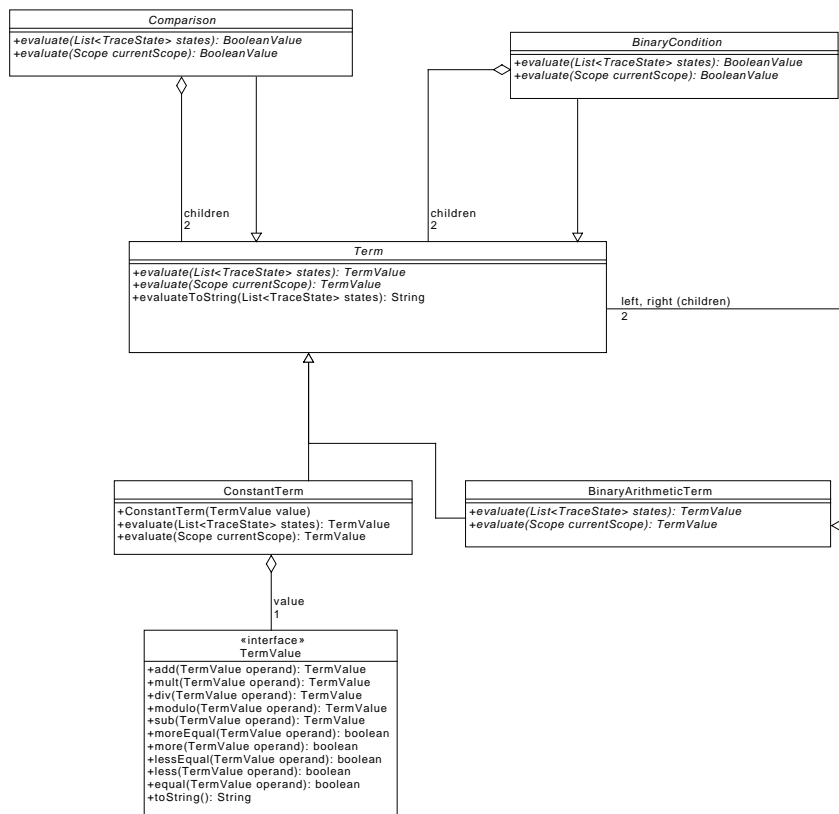 Comparison
+evaluate(List<TraceState> states): BooleanValue
+evaluate(Scope currentScope): BooleanValue
BinaryCondition
+evaluate(List<TraceState> states): BooleanValue
+evaluate(Scope currentScope): BooleanValue
children
2
children
2
Term
+evaluate(List<TraceState> states): TermValue
+evaluate(Scope currentScope): TermValue
+evaluateToString(List<TraceState> states): String
left, right (children)
2
ConstantTerm
+ConstantTerm(TermValue value)
+evaluate(List<TraceState> states): TermValue
+evaluate(Scope currentScope): TermValue
BinaryArithmeticTerm
+evaluate(List<TraceState> states): TermValue
+evaluate(Scope currentScope): TermValue
value
1
«interface»
TermValue
+add(TermValue operand): TermValue
+mult(TermValue operand): TermValue
+div(TermValue operand): TermValue
+modulo(TermValue operand): TermValue
+sub(TermValue operand): TermValue
+moreEqual(TermValue operand): boolean
+more(TermValue operand): boolean
+lessEqual(TermValue operand): boolean
+less(TermValue operand): boolean
+equal(TermValue operand): boolean
+toString(): String